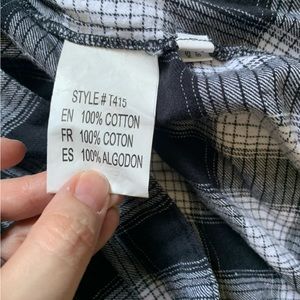 STYLE # T415
EN 100% COTTON
FR 100% COTON
ES 100% ALGODON